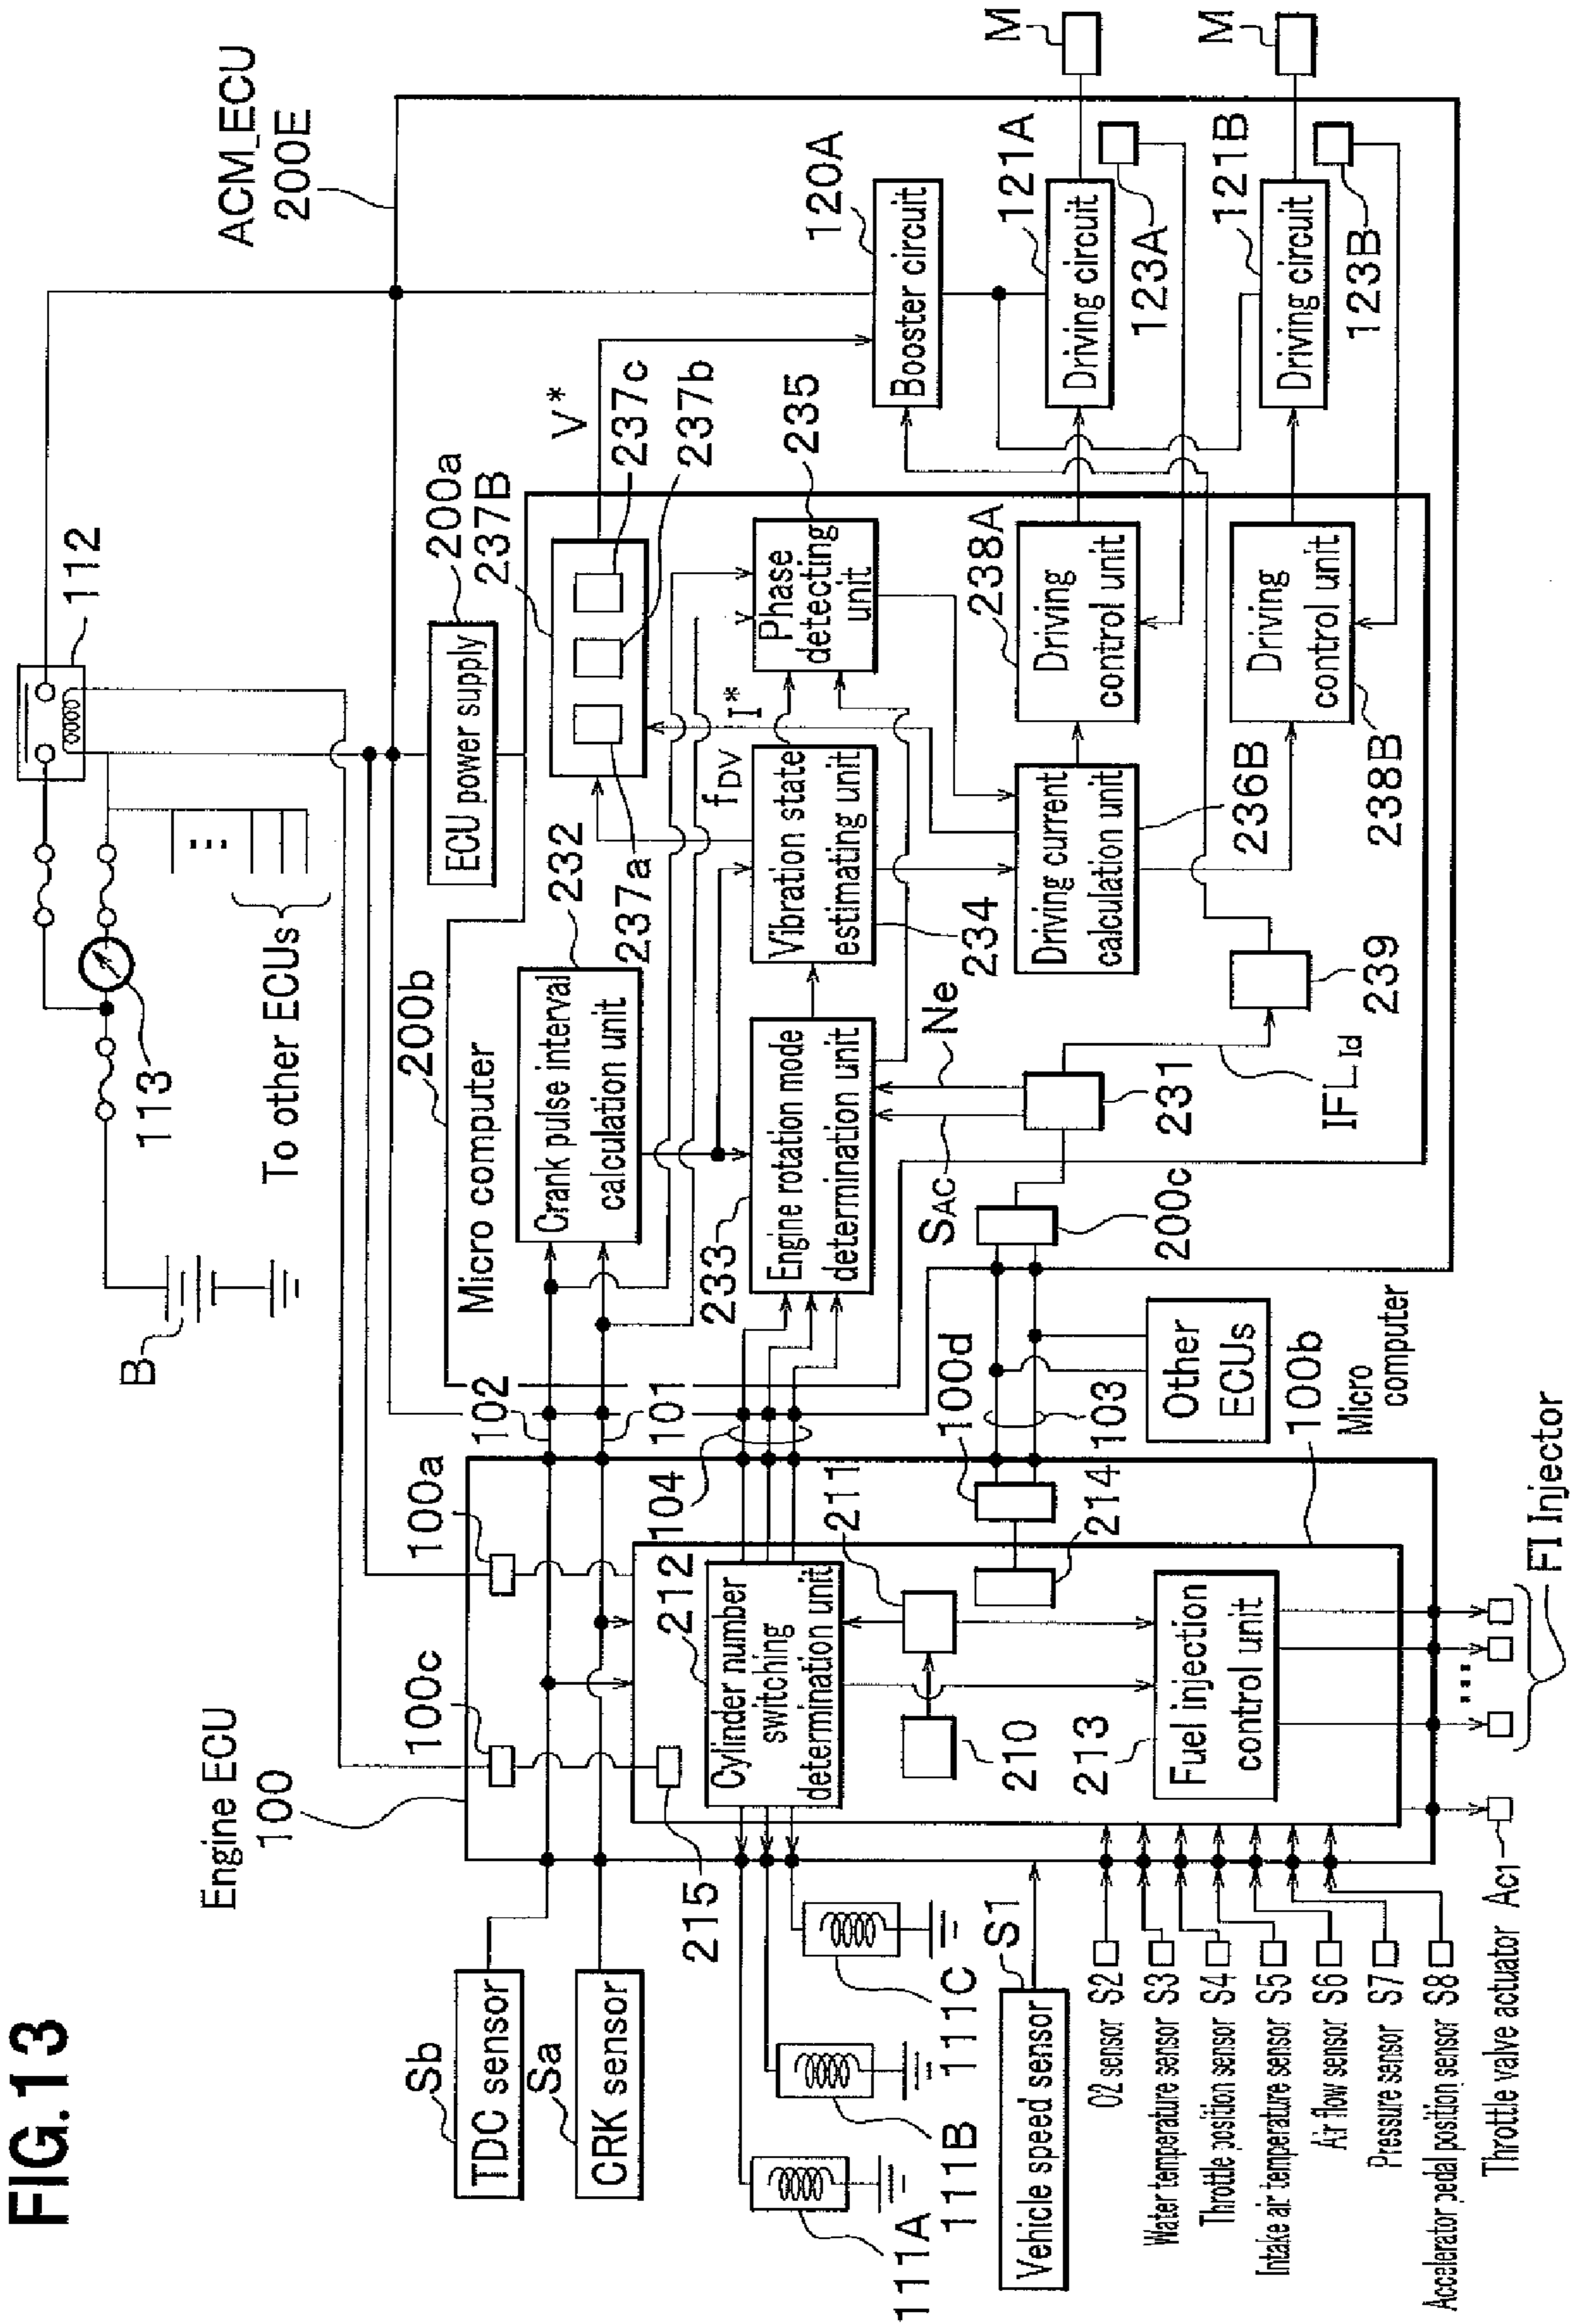 FIG.13
Engine ECU
100
ACM_ECU
200E
Sb
TDC sensor
Sa
CRK sensor
111A
111B
111C
Vehicle speed sensor
S1
O2 sensor S2
Water temperature sensor S3
Throttle position sensor S4
Intake air temperature sensor S5
Air flow sensor S6
Pressure sensor S7
Accelerator pedal position sensor S8
Throttle valve actuator Ac1
FI Injector
100c
100a
215
212
Cylinder number
switching
determination unit
211
210
213
Fuel injection
control unit
214
100d
100b
Micro
computer
104
102
101
103
Other
ECUs
B
113
To other ECUs
112
200b
Micro computer
ECU power supply
200a
232
Crank pulse interval
calculation unit
237B
237a
237b
237c
V*
233
Engine rotation mode
determination unit
Vibration state
estimating unit
234
fDV
I*
Phase
detecting
unit
235
SAC
Ne
200c
231
IFL_Id
239
Driving current
calculation unit
236B
238A
Driving
control unit
Driving
control unit
238B
120A
Booster circuit
121A
Driving circuit
123A
121B
Driving circuit
123B
M
M